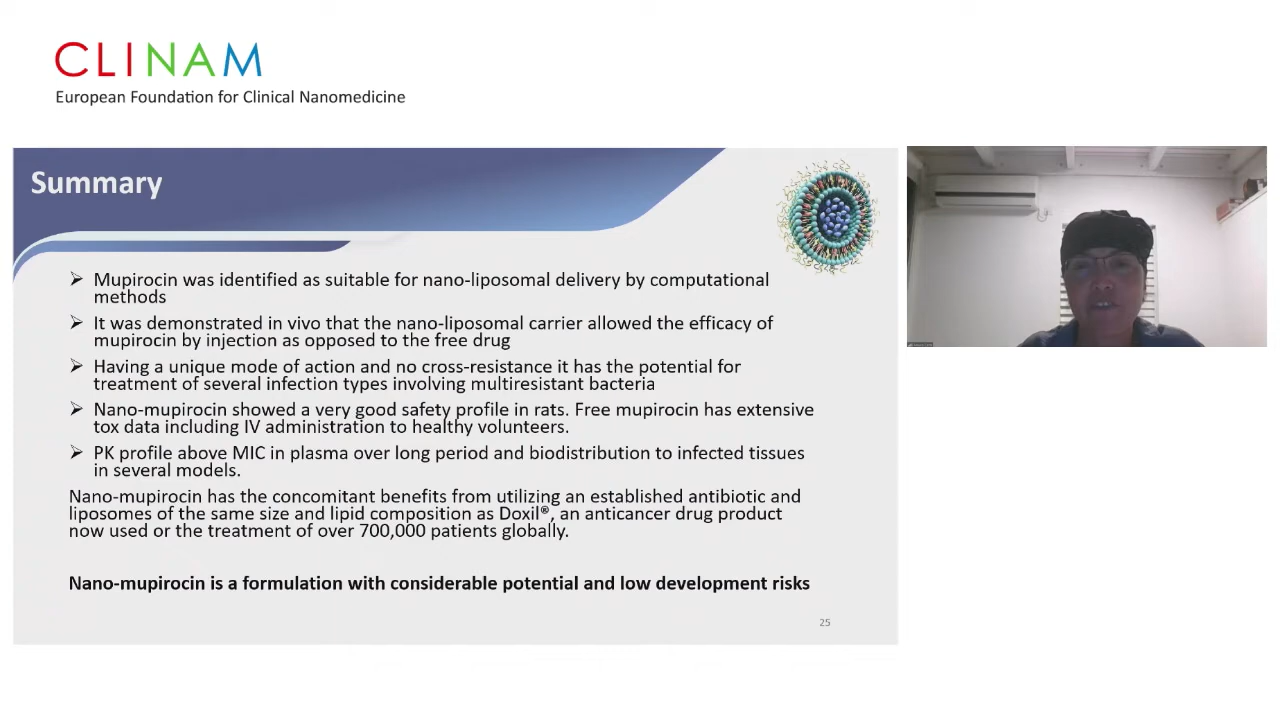 CLINAM
European Foundation for Clinical Nanomedicine
Summary
➢ Mupirocin was identified as suitable for nano-liposomal delivery by computational
methods
➢ It was demonstrated in vivo that the nano-liposomal carrier allowed the efficacy of
mupirocin by injection as opposed to the free drug
➢ Having a unique mode of action and no cross-resistance it has the potential for
treatment of several infection types involving multiresistant bacteria
➢ Nano-mupirocin showed a very good safety profile in rats. Free mupirocin has extensive
tox data including IV administration to healthy volunteers.
➢ PK profile above MIC in plasma over long period and biodistribution to infected tissues
in several models.
Nano-mupirocin has the concomitant benefits from utilizing an established antibiotic and
liposomes of the same size and lipid composition as Doxil®, an anticancer drug product
now used or the treatment of over 700,000 patients globally.
Nano-mupirocin is a formulation with considerable potential and low development risks
25